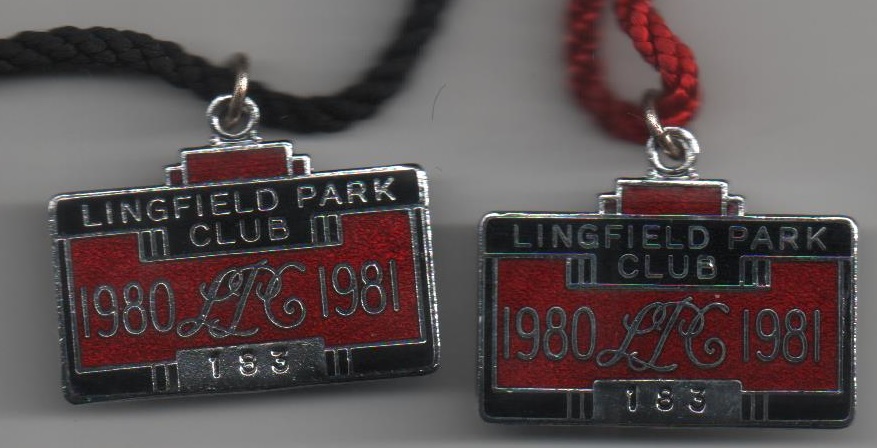 LINGFIELD PARK
CLUB
1980 LPC 1981
183
LINGFIELD PARK
CLUB
1980 LPC 1981
183